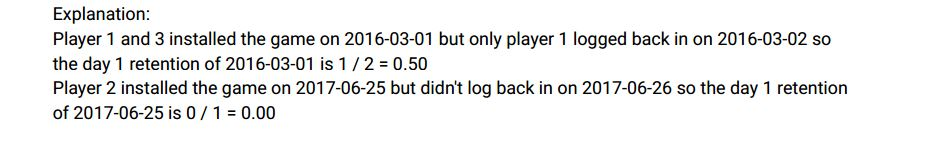 Explanation:
Player 1 and 3 installed the game on 2016-03-01 but only player 1 logged back in on 2016-03-02 so
the day 1 retention of 2016-03-01 is 1 / 2 = 0.50
Player 2 installed the game on 2017-06-25 but didn't log back in on 2017-06-26 so the day 1 retention
of 2017-06-25 is 0 / 1 = 0.00